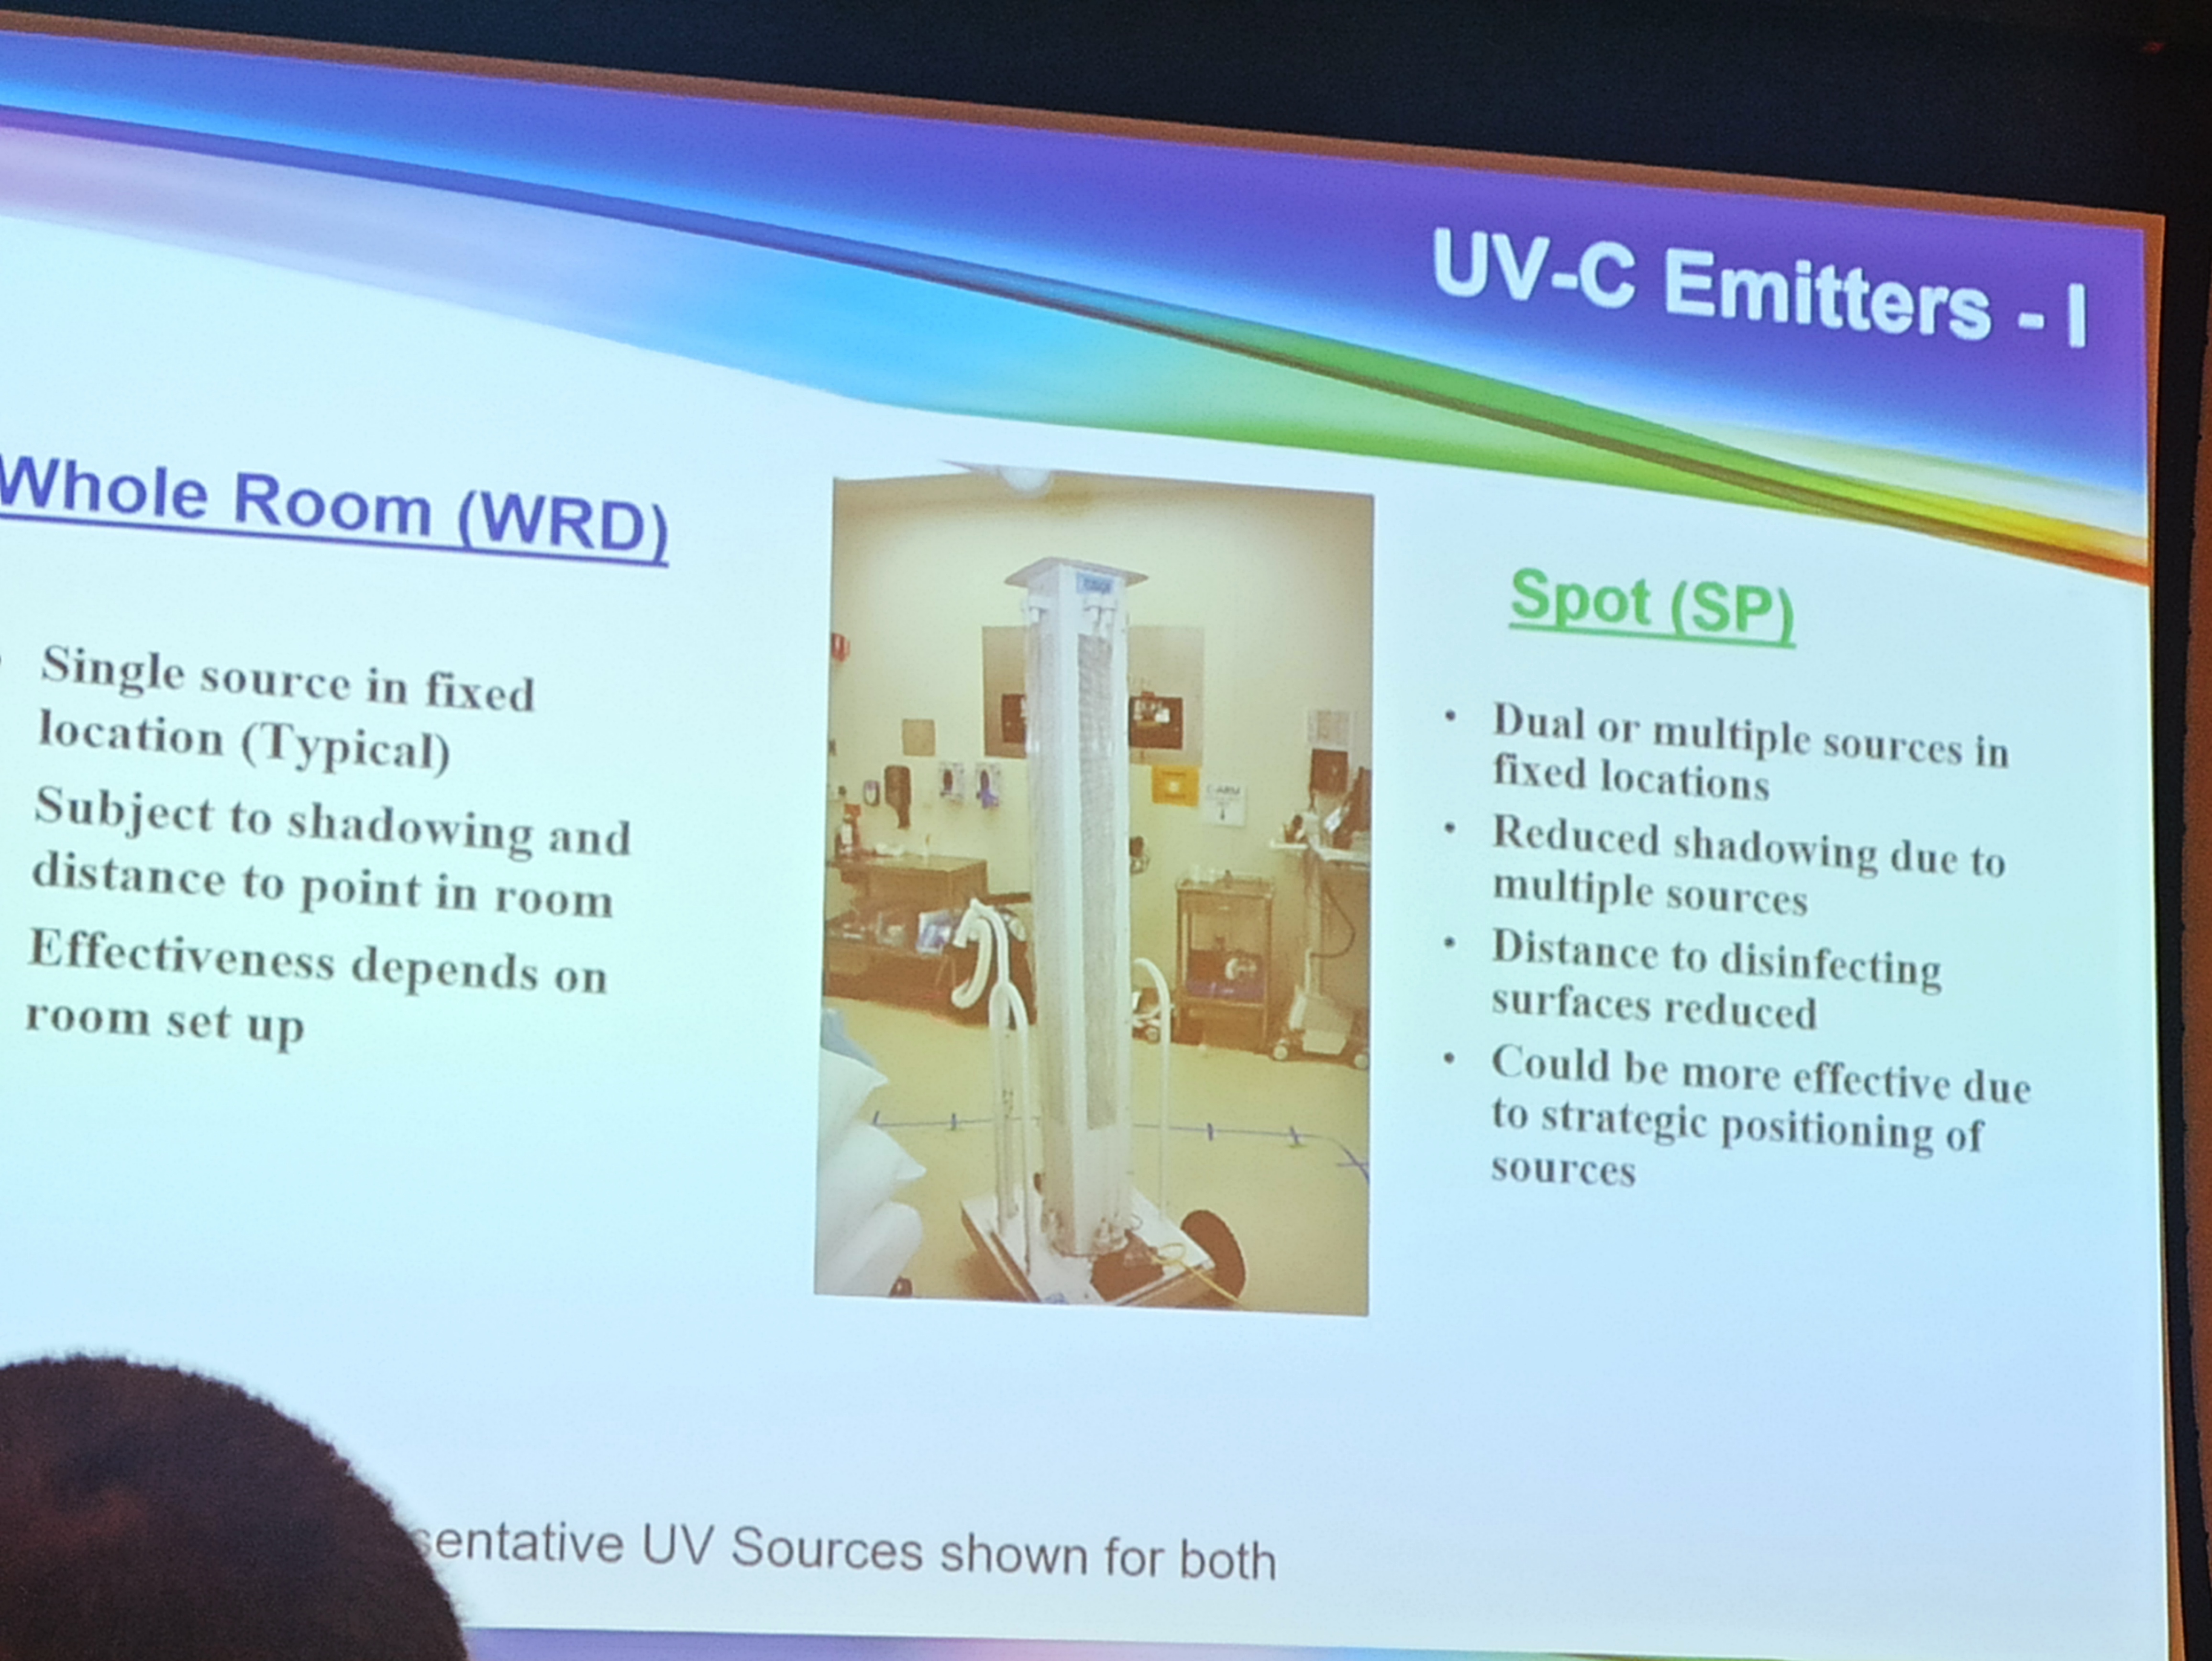 UV-C Emitters - I
Whole Room (WRD)
Single source in fixed
location (Typical)
Subject to shadowing and
distance to point in room
Effectiveness depends on
room set up
C-ARM
Spot (SP)
• Dual or multiple sources in
fixed locations
• Reduced shadowing due to
multiple sources
• Distance to disinfecting
surfaces reduced
• Could be more effective due
to strategic positioning of
sources
sentative UV Sources shown for both